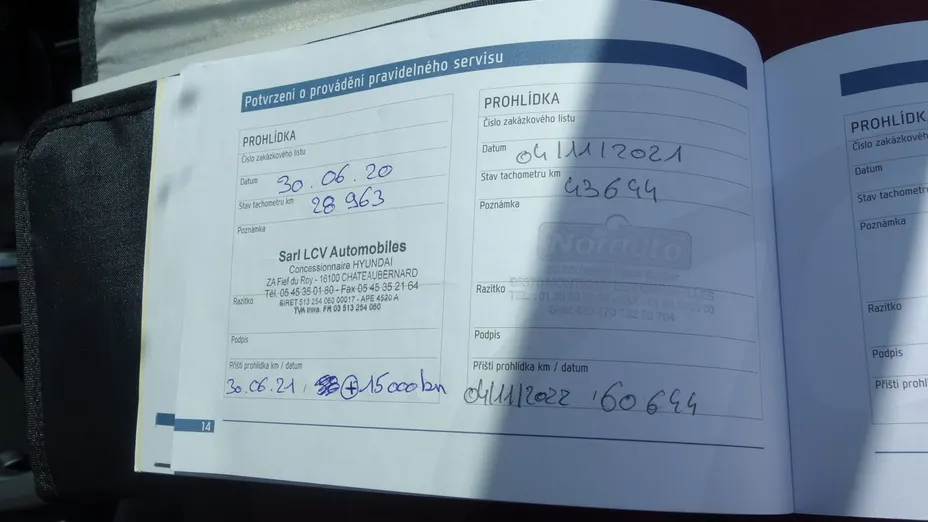 Potvrzení o provádění pravidelného servisu
PROHLÍDKA
Číslo zakázkového listu
Datum 30.06.20
Stav tachometru km 28 963
Poznámka
Sarl LCV Automobiles
Concessionnaire HYUNDAI
ZA Fief du Roy - 16100 CHATEAUBERNARD
Tél. 05 45 35 01 80 - Fax 05 45 35 21 64
SIRET 513 254 060 00017 - APE 4520 A
TVA Intra. FR 03 513 254 060
Razítko
Podpis
Příští prohlídka km / datum
30.06.21 + 15000km
14
PROHLÍDKA
Číslo zakázkového listu
Datum 04/11/2021
Stav tachometru km 43644
Poznámka
Norauto
Razítko
Podpis
Příští prohlídka km / datum
04/11/2022 60 644
PROHLÍDKA
Číslo zakázkové
Datum
Stav tachometru
Poznámka
Razítko
Podpis
Příští prohl